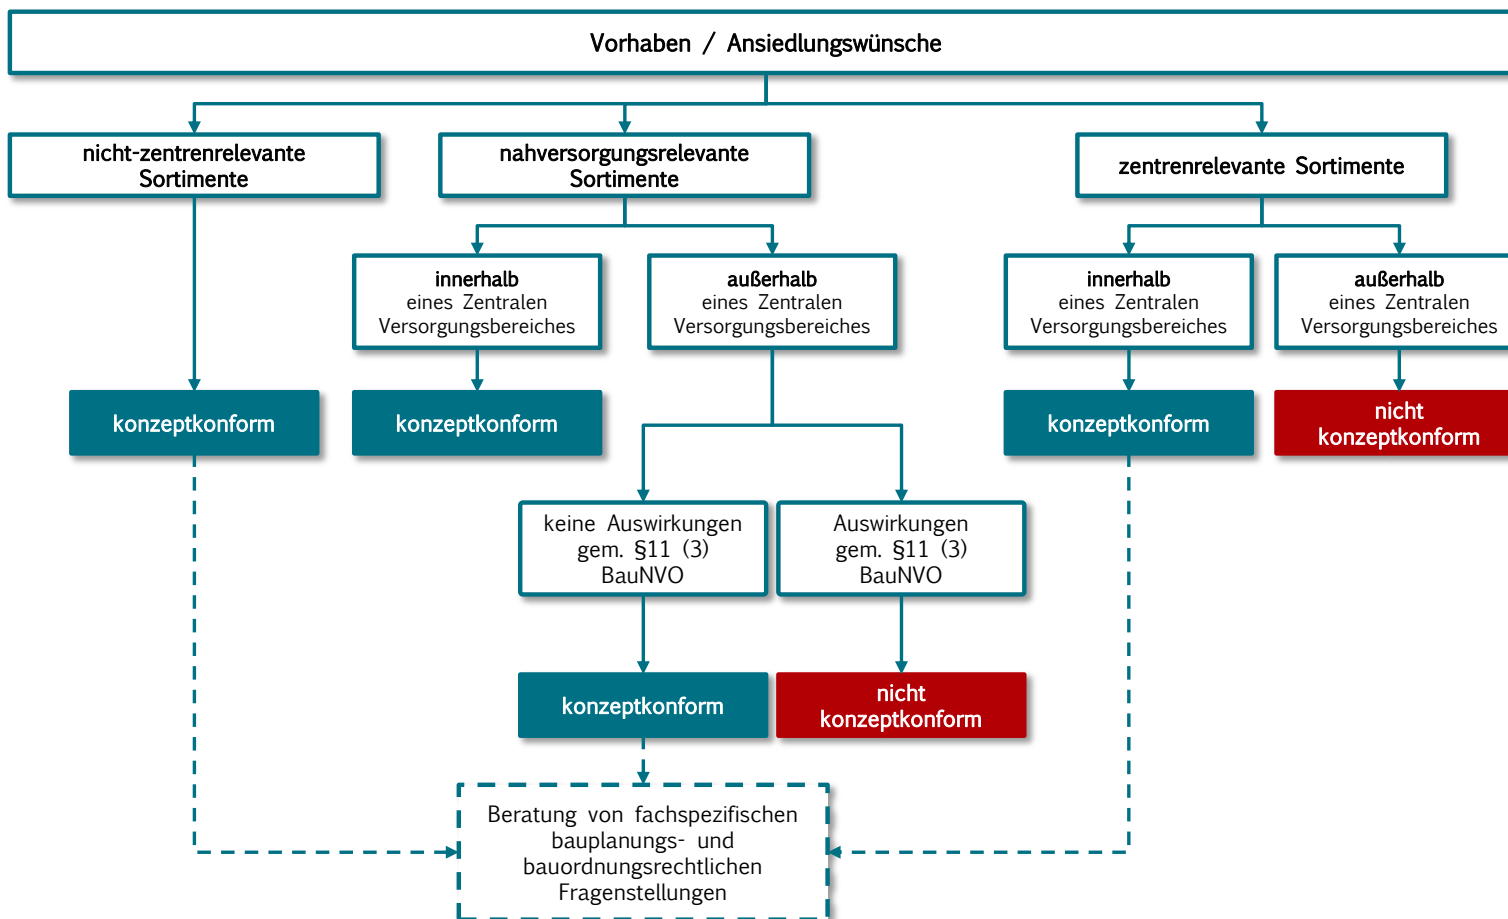 Vorhaben / Ansiedlungswünsche
nicht-zentrenrelevante
Sortimente
nahversorgungsrelevante
Sortimente
zentrenrelevante Sortimente
innerhalb
eines Zentralen
Versorgungsbereiches
außerhalb
eines Zentralen
Versorgungsbereiches
innerhalb
eines Zentralen
Versorgungsbereiches
außerhalb
eines Zentralen
Versorgungsbereiches
konzeptkonform
konzeptkonform
konzeptkonform
nicht
konzeptkonform
keine Auswirkungen
gem. §11 (3)
BauNVO
Auswirkungen
gem. §11 (3)
BauNVO
konzeptkonform
nicht
konzeptkonform
Beratung von fachspezifischen
bauplanungs- und
bauordnungsrechtlichen
Fragenstellungen